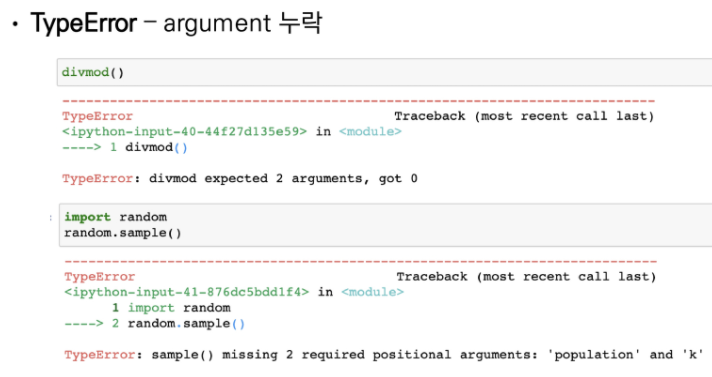 • TypeError – argument 누락
divmod()
---------------------------------------------------------------------------
TypeError                                 Traceback (most recent call last)
<ipython-input-40-44f27d135e59> in <module>
----> 1 divmod()
TypeError: divmod expected 2 arguments, got 0
import random
random.sample()
---------------------------------------------------------------------------
TypeError                                 Traceback (most recent call last)
<ipython-input-41-876dc5bdd1f4> in <module>
      1 import random
----> 2 random.sample()
TypeError: sample() missing 2 required positional arguments: 'population' and 'k'